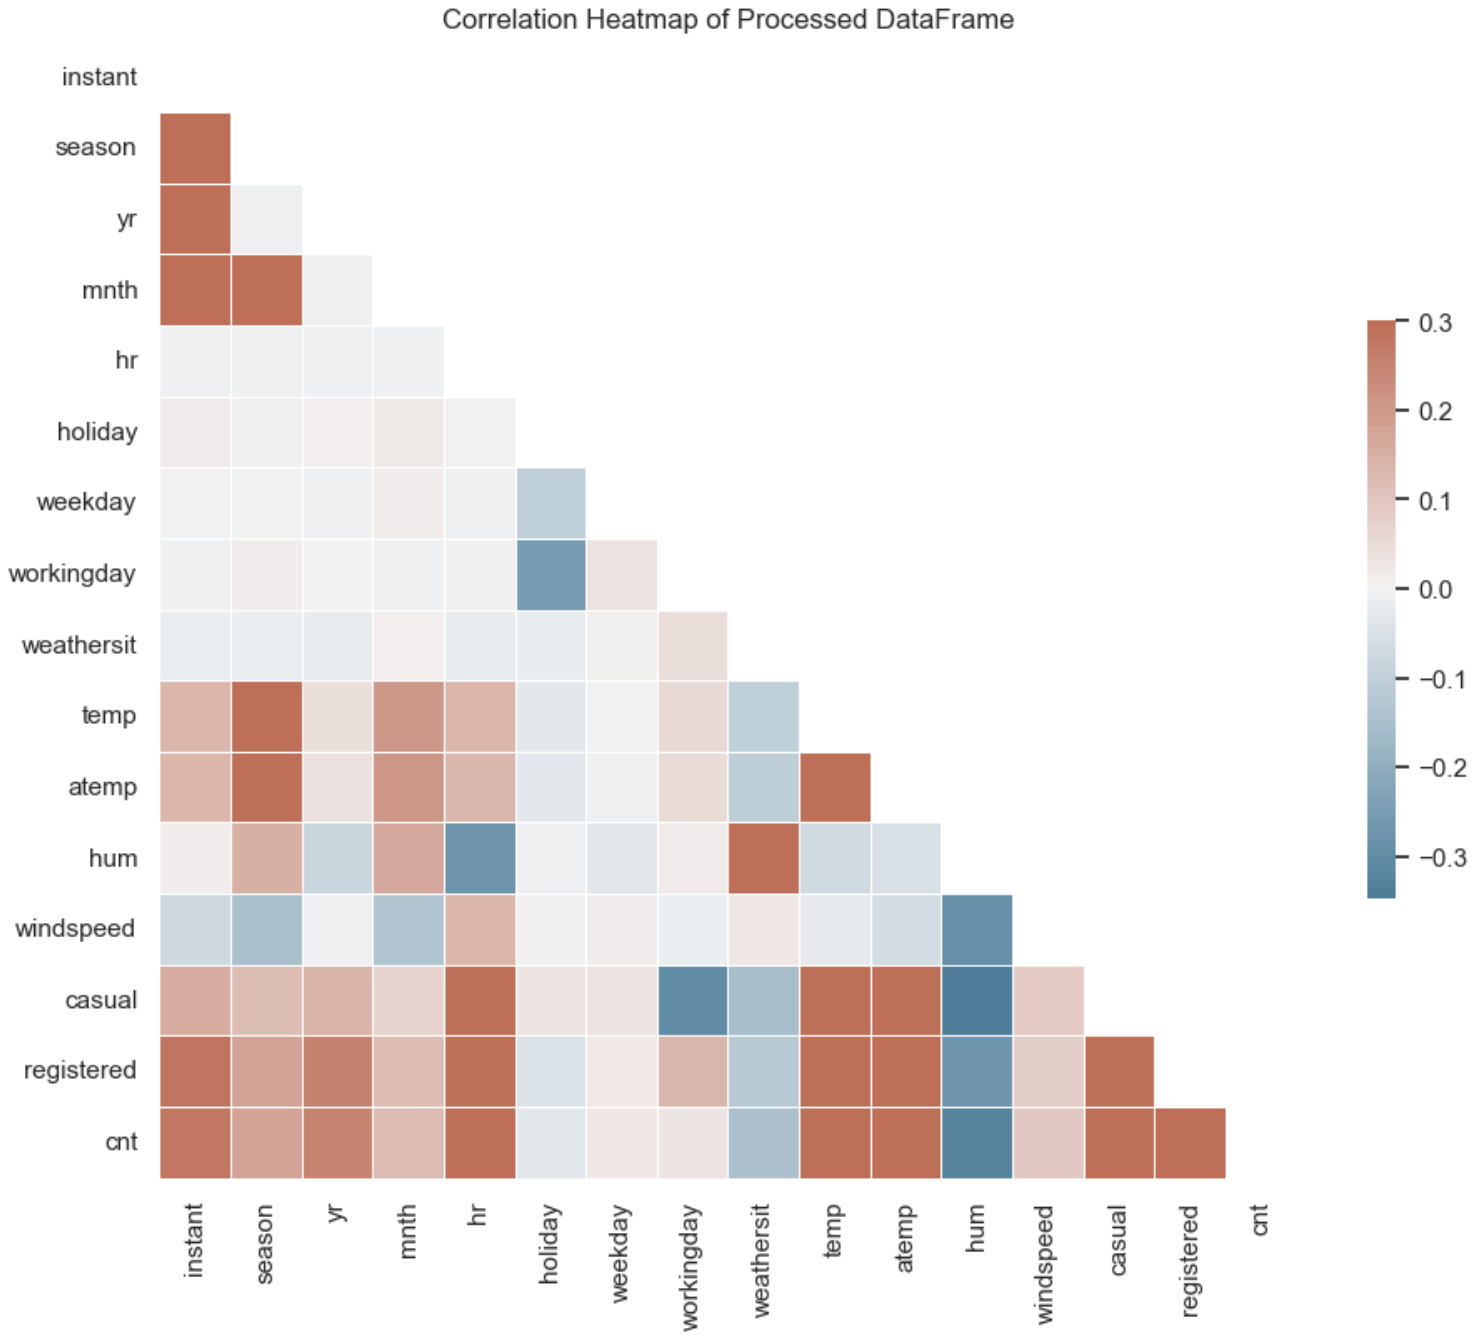 Correlation Heatmap of Processed DataFrame
instant
season
yr
mnth
hr
holiday
weekday
workingday
weathersit
temp
atemp
hum
windspeed
casual
registered
cnt
instant
season
yr
mnth
hr
holiday
weekday
workingday
weathersit
temp
atemp
hum
windspeed
casual
registered
cnt
0.3
0.2
0.1
0.0
−0.1
−0.2
−0.3